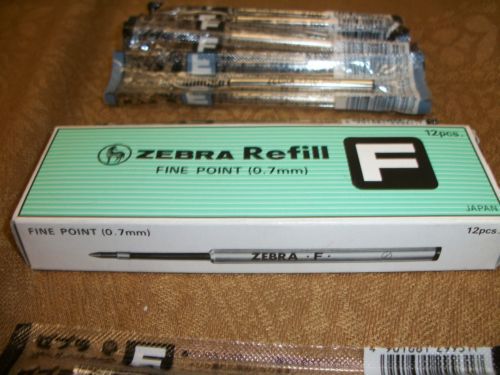 F
F
12pcs.
ZEBRA Refill F
FINE POINT (0.7mm)
JAPAN
FINE POINT (0.7mm)
12pcs.
ZEBRA · F ·